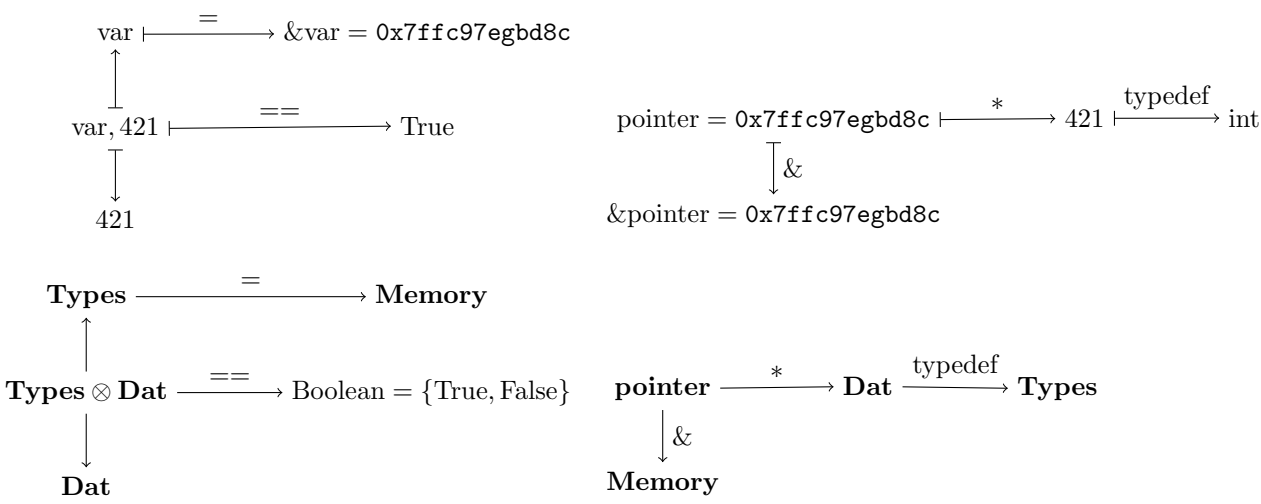 =
var &var = 0x7ffc97egbd8c
==
var, 421 True
421
* typedef
pointer = 0x7ffc97egbd8c 421 int
&
&pointer = 0x7ffc97egbd8c
=
Types Memory
==
Types ⊗ Dat Boolean = {True, False}
Dat
* typedef
pointer Dat Types
&
Memory